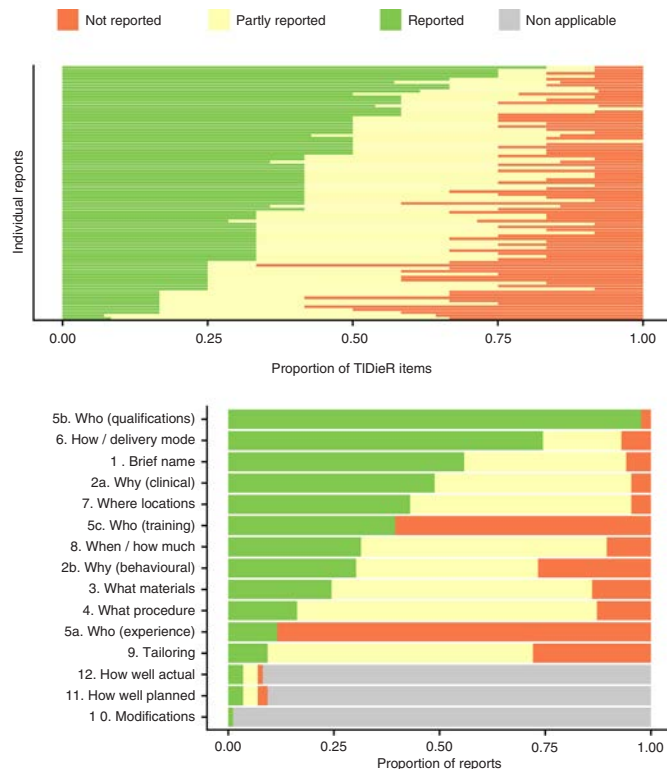 Not reported Partly reported Reported Non applicable
Individual reports
0.00 0.25 0.50 0.75 1.00
Proportion of TIDieR items
5b. Who (qualifications)
6. How / delivery mode
1 . Brief name
2a. Why (clinical)
7. Where locations
5c. Who (training)
8. When / how much
2b. Why (behavioural)
3. What materials
4. What procedure
5a. Who (experience)
9. Tailoring
12. How well actual
11. How well planned
1 0. Modifications
0.00 0.25 0.50 0.75 1.00
Proportion of reports